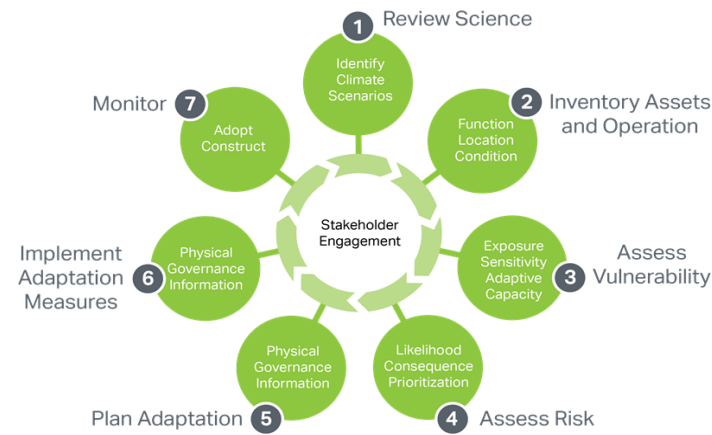 1
Review Science
Identify
Climate
Scenarios
2
Inventory Assets
and Operation
Function
Location
Condition
3
Assess
Vulnerability
Exposure
Sensitivity
Adaptive
Capacity
4
Assess Risk
Likelihood
Consequence
Prioritization
5
Plan Adaptation
Physical
Governance
Information
6
Implement
Adaptation
Measures
Physical
Governance
Information
7
Monitor
Adopt
Construct
Stakeholder
Engagement